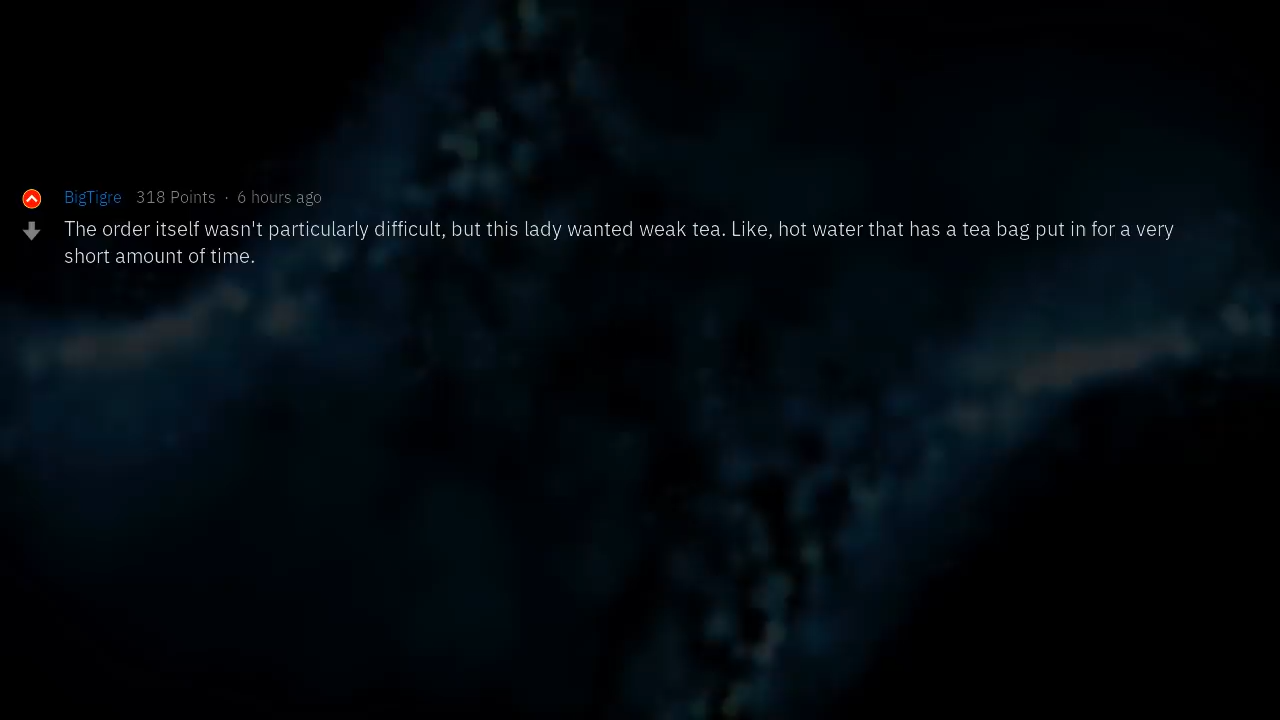 BigTigre 318 Points · 6 hours ago
The order itself wasn't particularly difficult, but this lady wanted weak tea. Like, hot water that has a tea bag put in for a very
short amount of time.